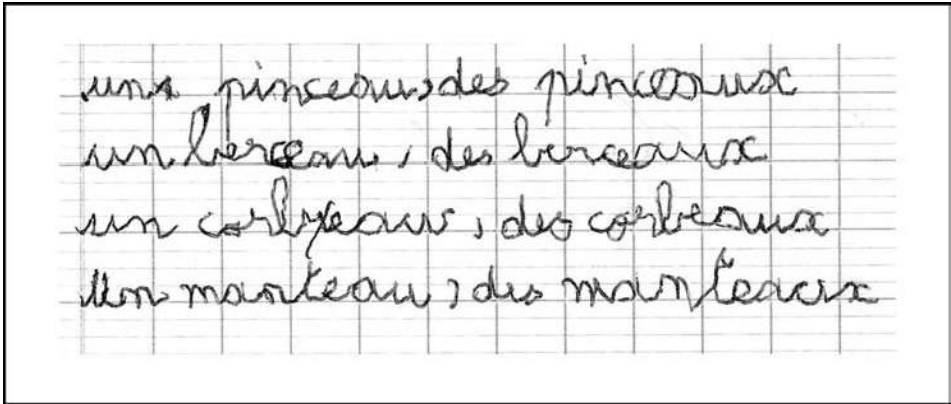 un pinceau, des pinceaux
un berceau, des berceaux
un corbeau, des corbeaux
un manteau, des manteaux